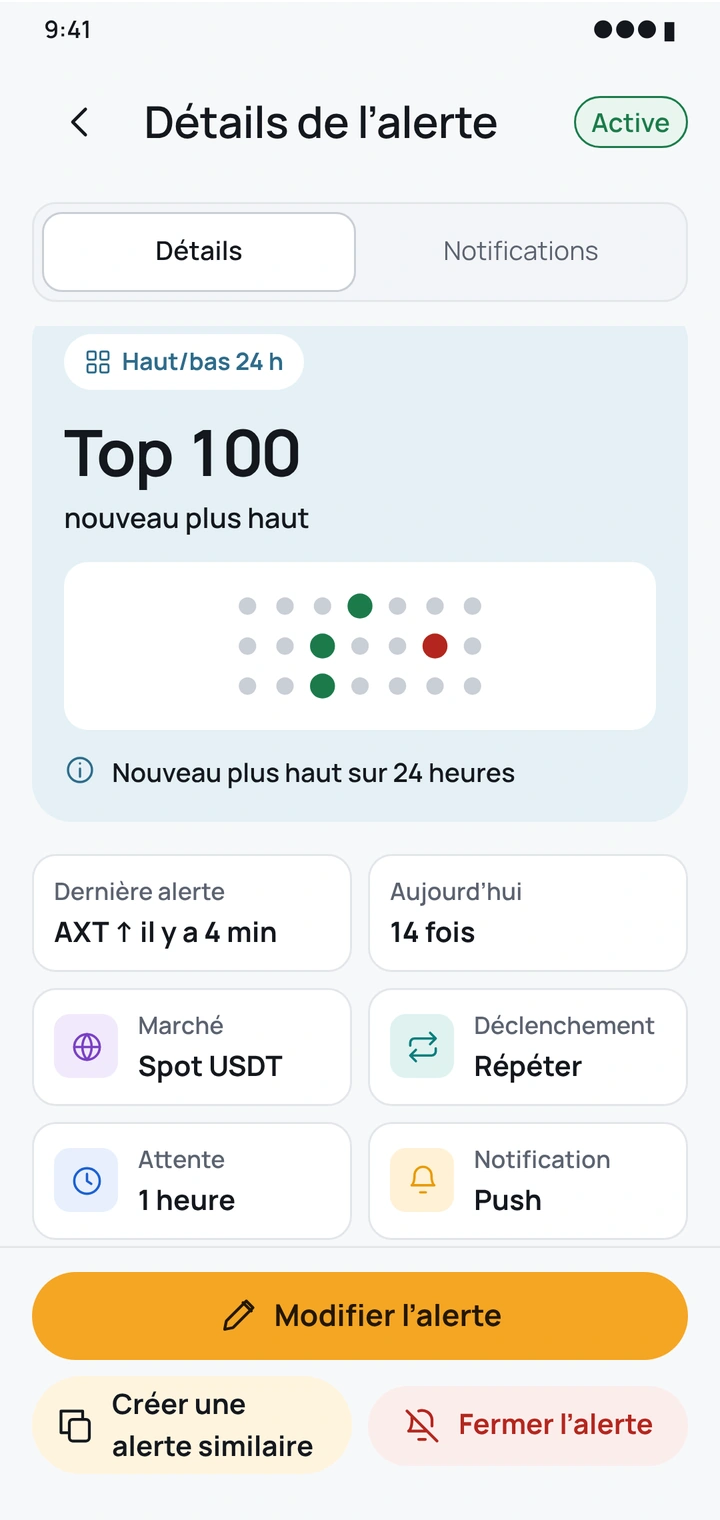 9:41
Détails de l’alerte
Active
Détails
Notifications
Haut/bas 24 h
Top 100
nouveau plus haut
Nouveau plus haut sur 24 heures
Dernière alerte
AXT ↑ il y a 4 min
Aujourd’hui
14 fois
Marché
Spot USDT
Déclenchement
Répéter
Attente
1 heure
Notification
Push
Modifier l’alerte
Créer une
alerte similaire
Fermer l’alerte